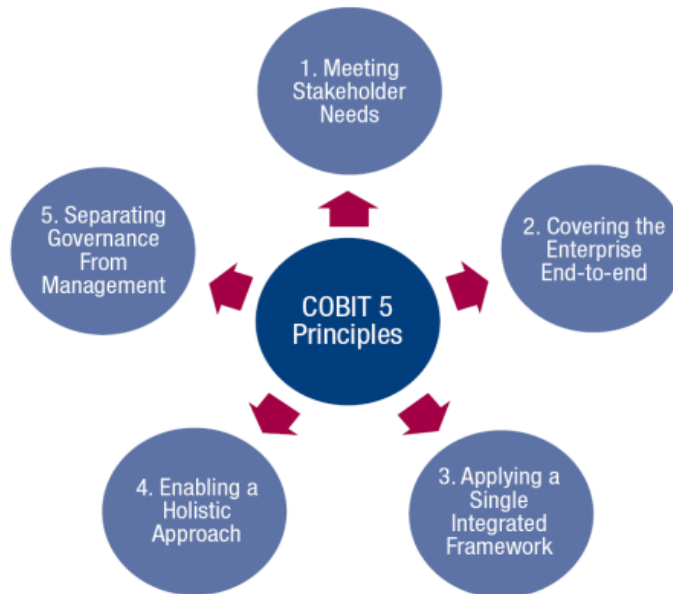 1. Meeting
Stakeholder
Needs
5. Separating
Governance
From
Management
2. Covering the
Enterprise
End-to-end
COBIT 5
Principles
4. Enabling a
Holistic
Approach
3. Applying a
Single
Integrated
Framework